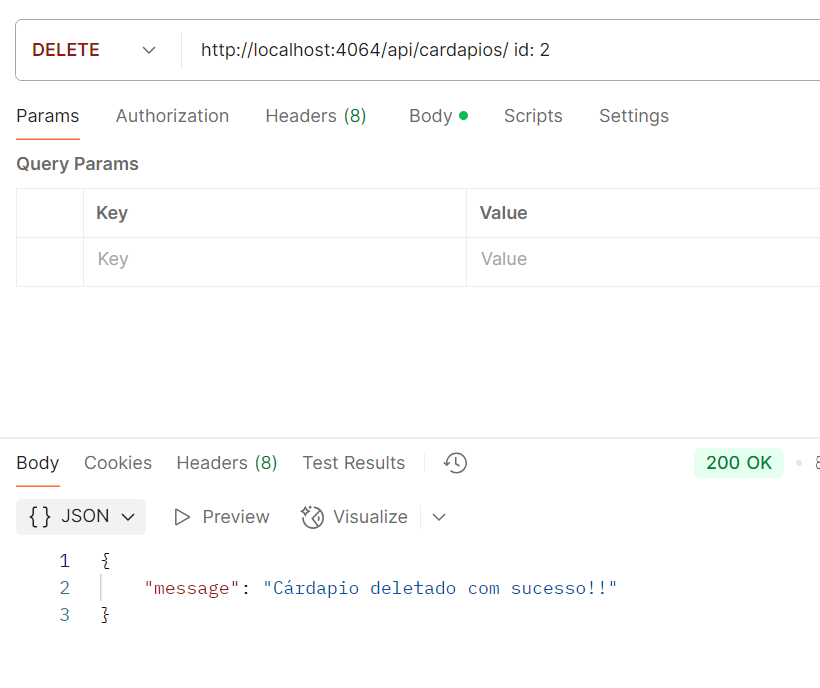 DELETE http://localhost:4064/api/cardapios/ id: 2
Params Authorization Headers (8) Body Scripts Settings
Query Params
Key Value
Key Value
Body Cookies Headers (8) Test Results 200 OK
{} JSON Preview Visualize
1 {
2 "message": "Cárdapio deletado com sucesso!!"
3 }